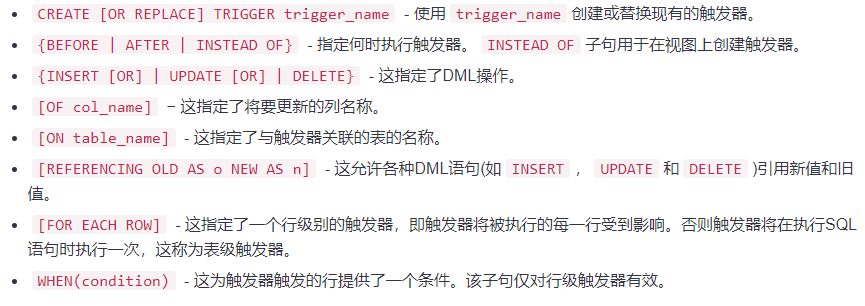 • CREATE [OR REPLACE] TRIGGER trigger_name - 使用 trigger_name 创建或替换现有的触发器。
• {BEFORE | AFTER | INSTEAD OF} - 指定何时执行触发器。 INSTEAD OF 子句用于在视图上创建触发器。
• {INSERT [OR] | UPDATE [OR] | DELETE} - 这指定了DML操作。
• [OF col_name] − 这指定了将要更新的列名称。
• [ON table_name] - 这指定了与触发器关联的表的名称。
• [REFERENCING OLD AS o NEW AS n] - 这允许各种DML语句(如 INSERT ， UPDATE 和 DELETE )引用新值和旧
值。
• [FOR EACH ROW] - 这指定了一个行级别的触发器，即触发器将被执行的每一行受到影响。否则触发器将在执行SQL
语句时执行一次，这称为表级触发器。
• WHEN(condition) - 这为触发器触发的行提供了一个条件。该子句仅对行级触发器有效。